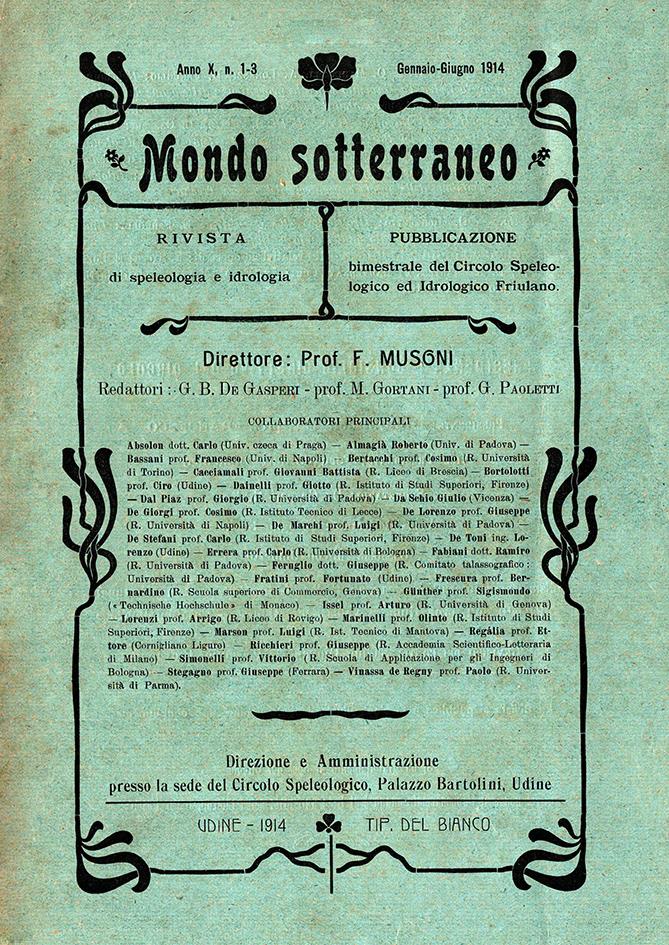 Anno X, n. 1-3
Gennaio-Giugno 1914
Mondo sotterraneo
RIVISTA
di speleologia e idrologia
PUBBLICAZIONE
bimestrale del Circolo Speleo-
logico ed Idrologico Friulano.
Direttore: Prof. F. MUSONI
Redattori: G. B. DE GASPERI - prof. M. GORTANI - prof. G. PAOLETTI
COLLABORATORI PRINCIPALI
Absolon dott. Carlo (Univ. czeca di Praga) — Almagià Roberto (Univ. di Padova) —
Bassani prof. Francesco (Univ. di Napoli) — Bertacchi prof. Cosimo (R. Università
di Torino) — Cacciamali prof. Giovanni Battista (R. Liceo di Brescia) — Bortolotti
prof. Ciro (Udine) — Dainelli prof. Giotto (R. Istituto di Studi Superiori, Firenze)
— Dal Piaz prof. Giorgio (R. Università di Padova) — Da Schio Giulio (Vicenza) —
De Giorgi prof. Cosimo (R. Istituto Tecnico di Lecce) — De Lorenzo prof. Giuseppe
(R. Università di Napoli) — De Marchi prof. Luigi (R. Università di Padova) —
De Stefani prof. Carlo (R. Istituto di Studi Superiori, Firenze) — De Toni ing. Lo-
renzo (Udine) — Errera prof. Carlo (R. Università di Bologna) — Fabiani dott. Ramiro
(R. Università di Padova) — Feruglio dott. Giuseppe (R. Comitato talassografico:
Università di Padova) — Fratini prof. Fortunato (Udine) — Frescura prof. Ber-
nardino (R. Scuola superiore di Commercio, Genova) — Günther prof. Sigismondo
(« Technische Hochschule » di Monaco) — Issel prof. Arturo (R. Università di Genova)
— Lorenzi prof. Arrigo (R. Liceo di Rovigo) — Marinelli prof. Olinto (R. Istituto di Studi
Superiori, Firenze) — Marson prof. Luigi (R. Ist. Tecnico di Mantova) — Regàlia prof. Et-
tore (Cornigliano Ligure) — Ricchieri prof. Giuseppe (R. Accademia Scientifico-Letteraria
di Milano) — Simonelli prof. Vittorio (R. Scuola di Applicazione per gli Ingegneri di
Bologna) — Stegagno prof. Giuseppe (Ferrara) — Vinassa de Regny prof. Paolo (R. Univer-
sità di Parma).
Direzione e Amministrazione
presso la sede del Circolo Speleologico, Palazzo Bartolini, Udine
UDINE - 1914
TIP. DEL BIANCO